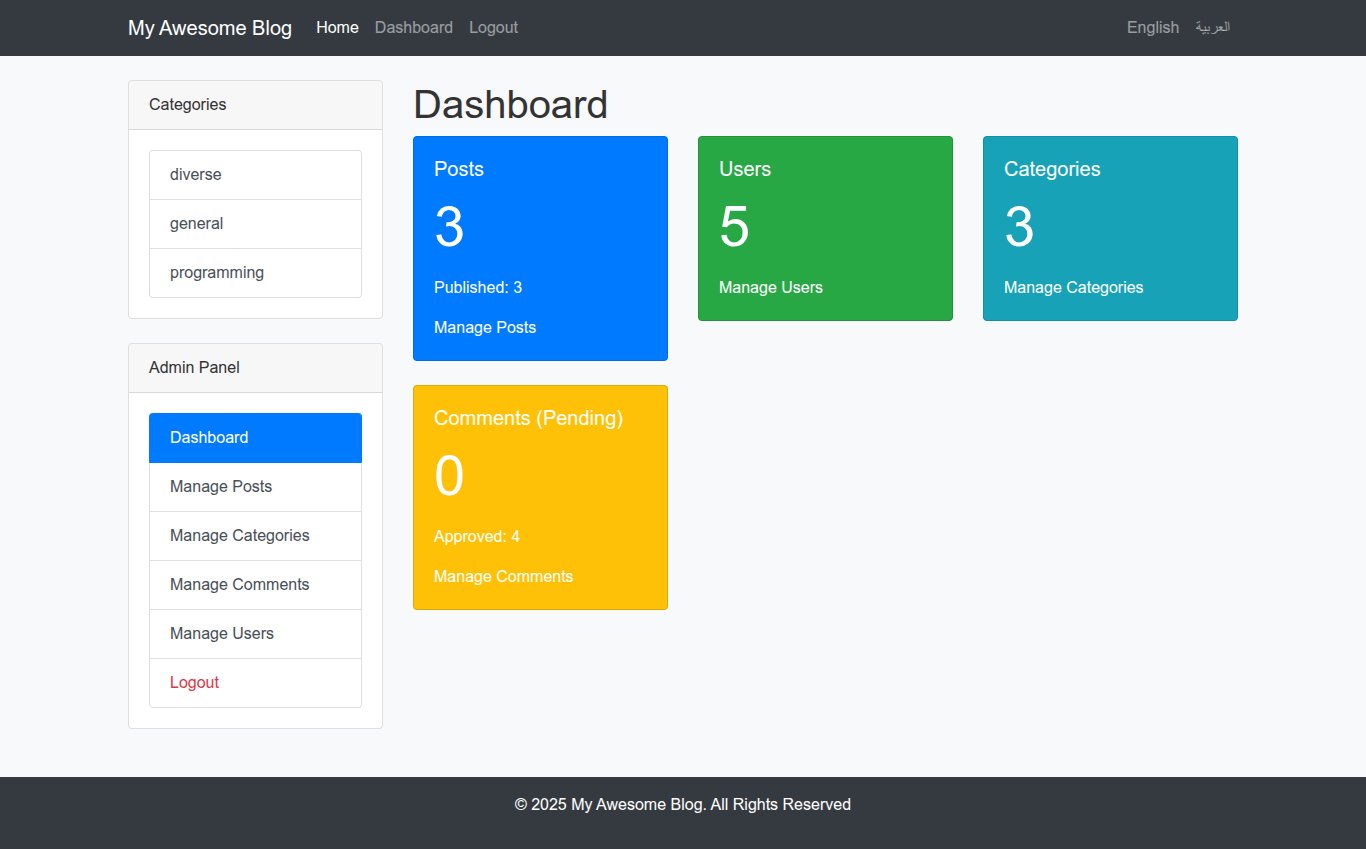 My Awesome Blog Home Dashboard Logout English العربية
Categories
diverse
general
programming
Admin Panel
Dashboard
Manage Posts
Manage Categories
Manage Comments
Manage Users
Logout
Dashboard
Posts
3
Published: 3
Manage Posts
Users
5
Manage Users
Categories
3
Manage Categories
Comments (Pending)
0
Approved: 4
Manage Comments
© 2025 My Awesome Blog. All Rights Reserved